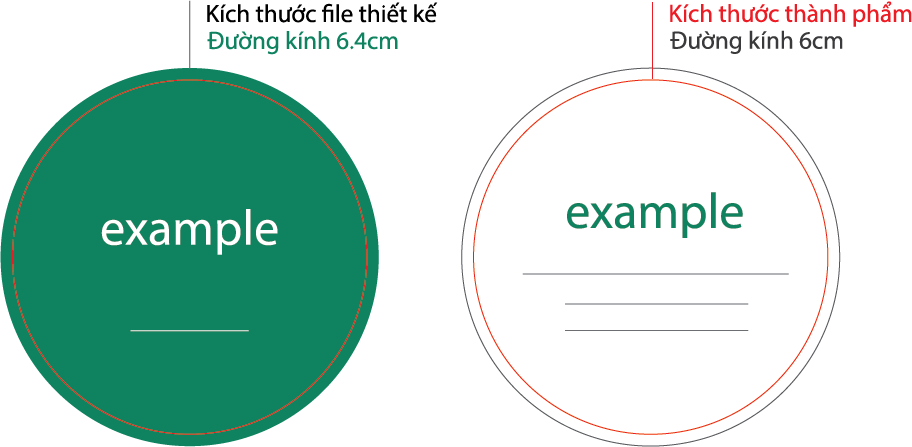 Kích thước file thiết kế
Đường kính 6.4cm
Kích thước thành phẩm
Đường kính 6cm
example
example